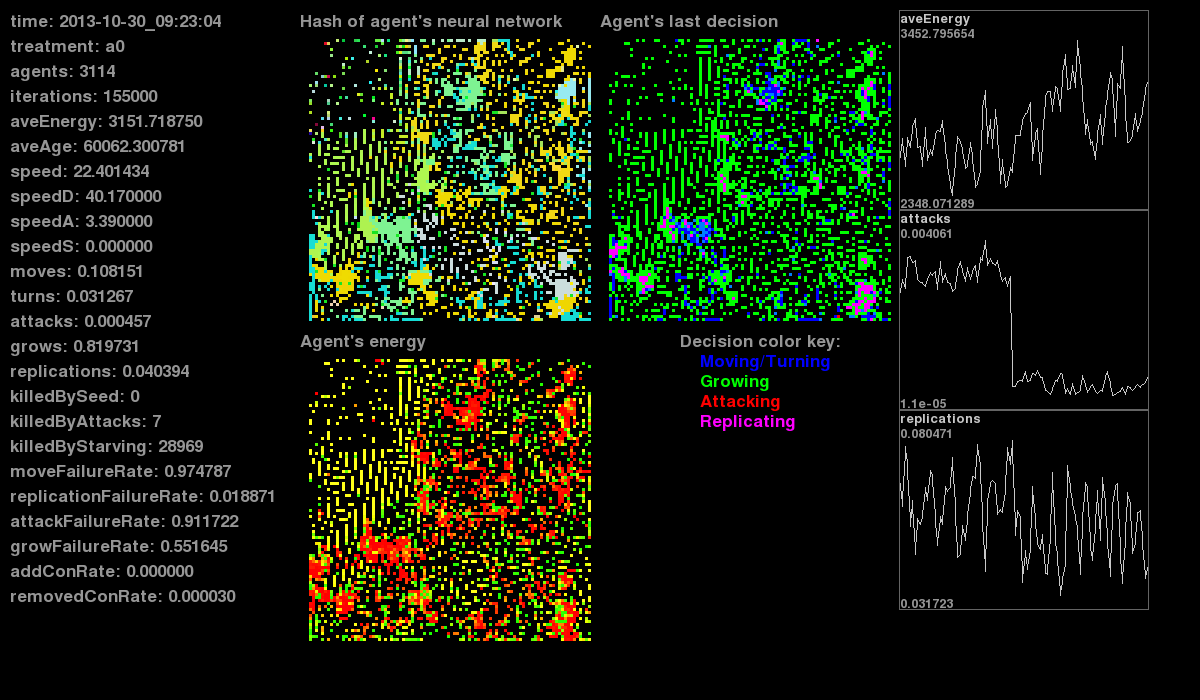 time: 2013-10-30_09:23:04
treatment: a0
agents: 3114
iterations: 155000
aveEnergy: 3151.718750
aveAge: 60062.300781
speed: 22.401434
speedD: 40.170000
speedA: 3.390000
speedS: 0.000000
moves: 0.108151
turns: 0.031267
attacks: 0.000457
grows: 0.819731
replications: 0.040394
killedBySeed: 0
killedByAttacks: 7
killedByStarving: 28969
moveFailureRate: 0.974787
replicationFailureRate: 0.018871
attackFailureRate: 0.911722
growFailureRate: 0.551645
addConRate: 0.000000
removedConRate: 0.000030
Hash of agent's neural network
Agent's last decision
Agent's energy
Decision color key:
Moving/Turning
Growing
Attacking
Replicating
aveEnergy
3452.795654
2348.071289
attacks
0.004061
1.1e-05
replications
0.080471
0.031723